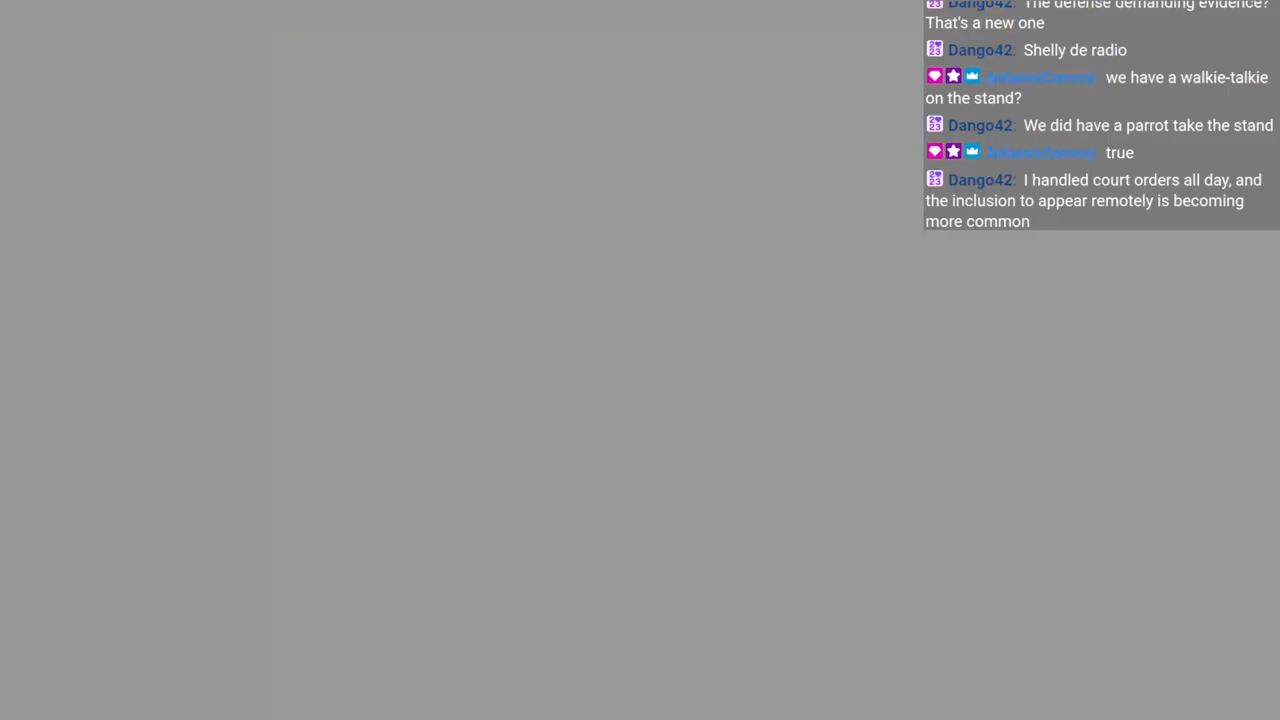 Dango42: The defense demanding evidence?
That's a new one
Dango42: Shelly de radio
AntaresConvoy we have a walkie-talkie
on the stand?
Dango42: We did have a parrot take the stand
AntaresConvoy true
Dango42: I handled court orders all day, and
the inclusion to appear remotely is becoming
more common